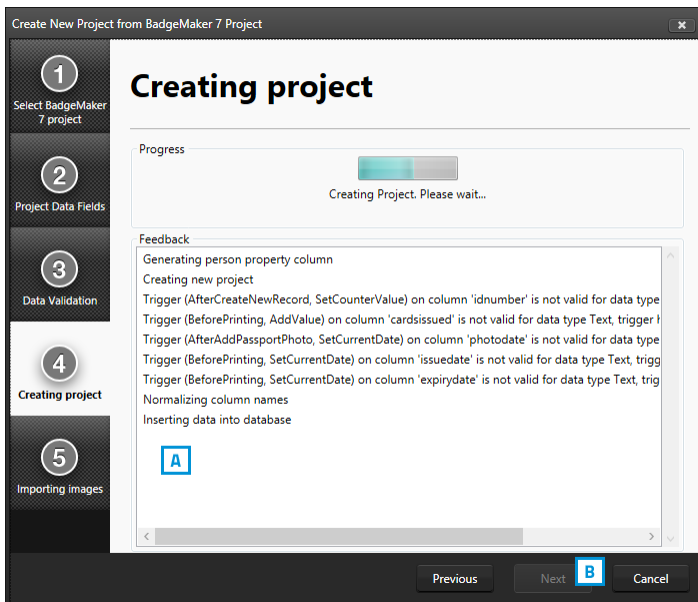 Create New Project from BadgeMaker 7 Project
1
Select BadgeMaker
7 project
2
Project Data Fields
3
Data Validation
4
Creating project
5
Importing images
Creating project
Progress
Creating Project. Please wait...
Feedback
Generating person property column
Creating new project
Trigger (AfterCreateNewRecord, SetCounterValue) on column 'idnumber' is not valid for data type
Trigger (BeforePrinting, AddValue) on column 'cardsissued' is not valid for data type Text, trigger
Trigger (AfterAddPassportPhoto, SetCurrentDate) on column 'photodate' is not valid for data type
Trigger (BeforePrinting, SetCurrentDate) on column 'issuedate' is not valid for data type Text, trigg
Trigger (BeforePrinting, SetCurrentDate) on column 'expirydate' is not valid for data type Text, trig
Normalizing column names
Inserting data into database
A
Previous
Next
B
Cancel